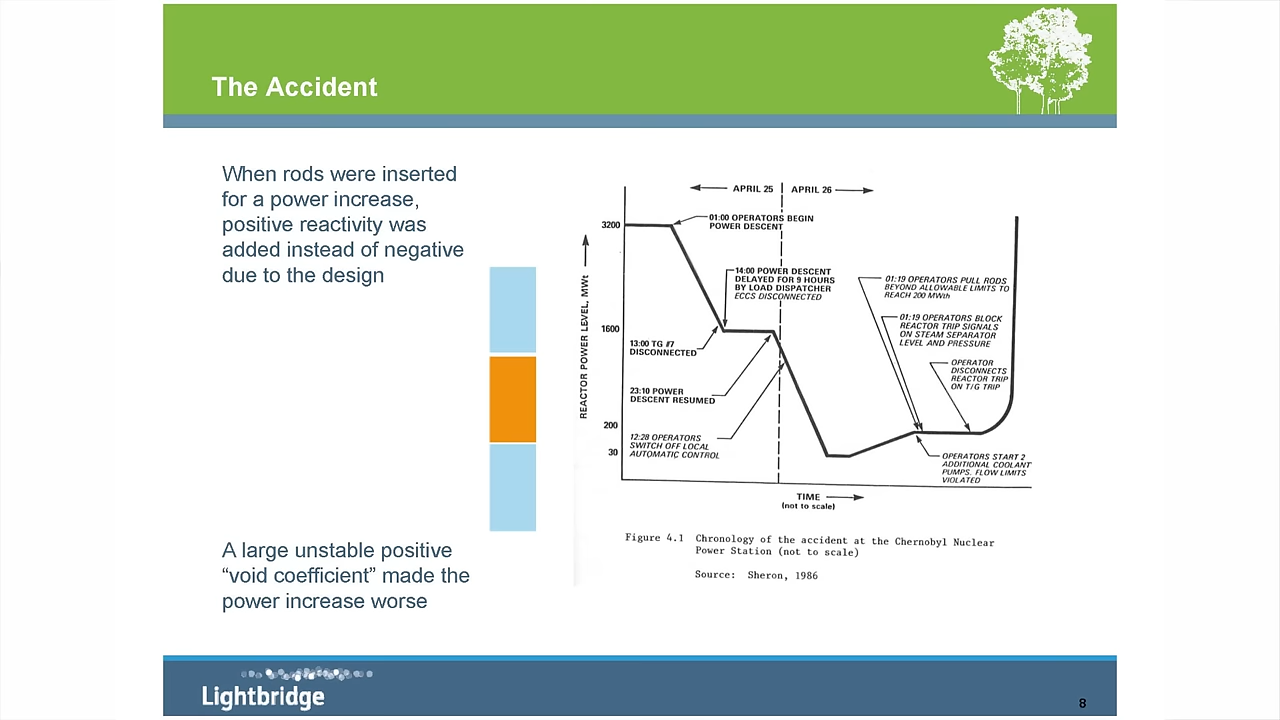 The Accident
When rods were inserted
for a power increase,
positive reactivity was
added instead of negative
due to the design
A large unstable positive
“void coefficient” made the
power increase worse
APRIL 25
APRIL 26
REACTOR POWER LEVEL, MWt
3200
1600
200
30
01:00 OPERATORS BEGIN
POWER DESCENT
14:00 POWER DESCENT
DELAYED FOR 9 HOURS
BY LOAD DISPATCHER
ECCS DISCONNECTED
13:00 TG #7
DISCONNECTED
23:10 POWER
DESCENT RESUMED
12:28 OPERATORS
SWITCH OFF LOCAL
AUTOMATIC CONTROL
01:19 OPERATORS PULL RODS
BEYOND ALLOWABLE LIMITS TO
REACH 200 MWth
01:19 OPERATORS BLOCK
REACTOR TRIP SIGNALS
ON STEAM SEPARATOR
LEVEL AND PRESSURE
OPERATOR
DISCONNECTS
REACTOR TRIP
ON T/G TRIP
OPERATORS START 2
ADDITIONAL COOLANT
PUMPS. FLOW LIMITS
VIOLATED
TIME
(not to scale)
Figure 4.1 Chronology of the accident at the Chernobyl Nuclear
Power Station (not to scale)
Source: Sheron, 1986
Lightbridge
8